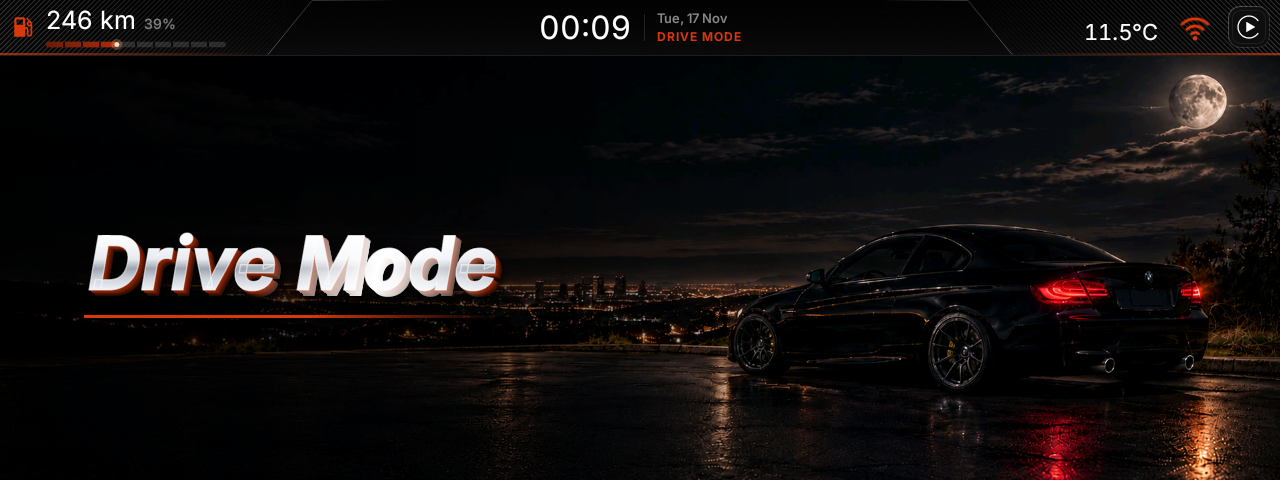 246 km 39%
00:09
Tue, 17 Nov
DRIVE MODE
11.5°C
Drive Mode